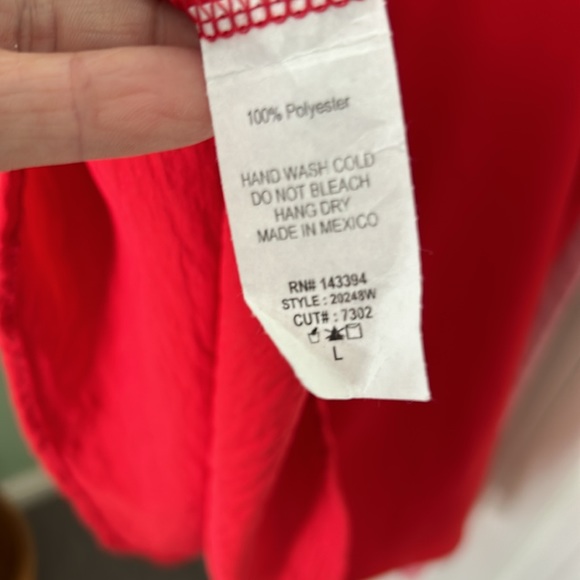 100% Polyester
HAND WASH COLD
DO NOT BLEACH
HANG DRY
MADE IN MEXICO
RN# 143394
STYLE : 20248W
CUT# : 7302
L